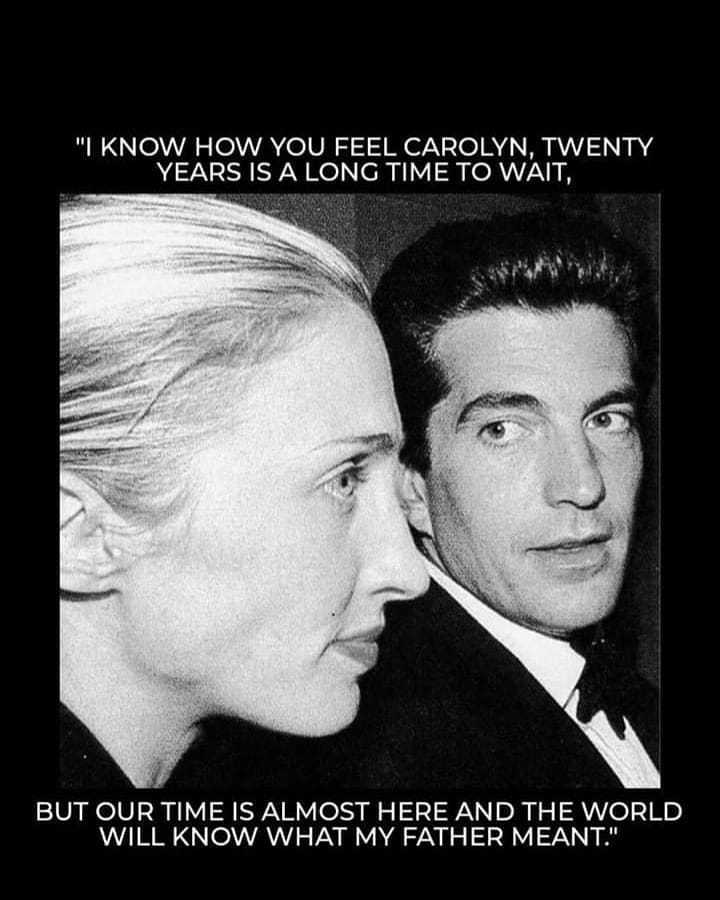 "I KNOW HOW YOU FEEL CAROLYN, TWENTY
YEARS IS A LONG TIME TO WAIT,
BUT OUR TIME IS ALMOST HERE AND THE WORLD
WILL KNOW WHAT MY FATHER MEANT."